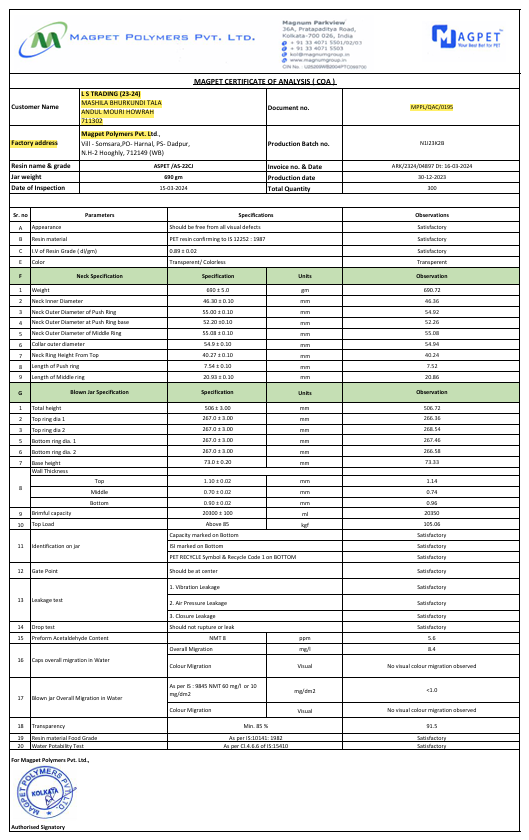 MAGPET POLYMERS PVT. LTD.
Magnum Parkview
36A, Pratapaditya Road,
Kolkata-700 026, India
+ 91 33 4071 5501/02/07
+ 91 33 4071 5503
kol@magnumgroup.in
www.magnumgroup.in
MAGPET
Your Best Bet for PET
MAGPET CERTIFICATE OF ANALYSIS ( COA )
Customer Name
L S TRADING (23-24)
MASHILA BHURKUNDI TALA
ANDUL MOURI HOWRAH
711302
Document no.
MPPL/QAC/0195
Factory address
Magpet Polymers Pvt. Ltd.,
Vill - Somsara,PO- Harnal, PS- Dadpur,
N.H-2 Hooghly, 712149 (WB)
Production Batch no.
N1J23K2B
Resin name & grade ASPET /AS-22CJ Invoice no. & Date ARK/2324/04897 Dt: 16-03-2024
Jar weight 690 gm Production date 30-12-2023
Date of Inspection 15-03-2024 Total Quantity 300
Sr. no Parameters Specifications Observations
A Appearance Should be free from all visual defects Satisfactory
B Resin material PET resin confirming to IS 12252 : 1987 Satisfactory
C I.V of Resin Grade ( dl/gm) 0.89 ± 0.02 Satisfactory
E Color Transparent/ Colorless Transperent
F Neck Specification Specification Units Observation
1 Weight 690 ± 5.0 gm 690.72
2 Neck Inner Diameter 46.30 ± 0.10 mm 46.36
3 Neck Outer Diameter of Push Ring 55.00 ± 0.10 mm 54.92
4 Neck Outer Diameter at Push Ring base 52.20 ±0.10 mm 52.26
5 Neck Outer Diameter of Middle Ring 55.08 ± 0.10 mm 55.08
6 Collar outer diameter 54.9 ± 0.10 mm 54.94
7 Neck Ring Height From Top 40.27 ± 0.10 mm 40.24
8 Length of Push ring 7.54 ± 0.10 mm 7.52
9 Length of Middle ring 20.93 ± 0.10 mm 20.86
G Blown Jar Specification Specification Units Observation
1 Total height 506 ± 3.00 mm 506.72
2 Top ring dia 1 267.0 ± 3.00 mm 266.36
3 Top ring dia 2 267.0 ± 3.00 mm 268.54
5 Bottom ring dia. 1 267.0 ± 3.00 mm 267.46
6 Bottom ring dia. 2 267.0 ± 3.00 mm 266.58
7 Base height 73.0 ± 0.20 mm 73.33
8 Wall Thickness
Top 1.10 ± 0.02 mm 1.14
Middle 0.70 ± 0.02 mm 0.74
Bottom 0.90 ± 0.02 mm 0.96
9 Brimful capacity 20300 ± 100 ml 20350
10 Top Load Above 85 kgf 105.06
11 Identification on jar
Capacity marked on Bottom Satisfactory
ISI marked on Bottom Satisfactory
PET RECYCLE Symbol & Recycle Code 1 on BOTTOM Satisfactory
12 Gate Point Should be at center Satisfactory
13 Leakage test
1. Vibration Leakage Satisfactory
2. Air Pressure Leakage Satisfactory
3. Closure Leakage Satisfactory
14 Drop test Should not rupture or leak Satisfactory
15 Preform Acetaldehyde Content NMT 8 ppm 5.6
16 Caps overall migration in Water
Overall Migration mg/l 8.4
Colour Migration Visual No visual colour migration observed
17 Blown jar Overall Migration in Water
As per IS : 9845 NMT 60 mg/l or 10
mg/dm2 mg/dm2 <1.0
Colour Migration Visual No visual colour migration observed
18 Transparency Min. 85 % 91.5
19 Resin material Food Grade As per IS:10141: 1982 Satisfactory
20 Water Potability Test As per Cl.4.6.6 of IS:15410 Satisfactory
For Magpet Polymers Pvt. Ltd.,
MAGPET POLYMERS PVT. LTD.
KOLKATA
Authorised Signatory